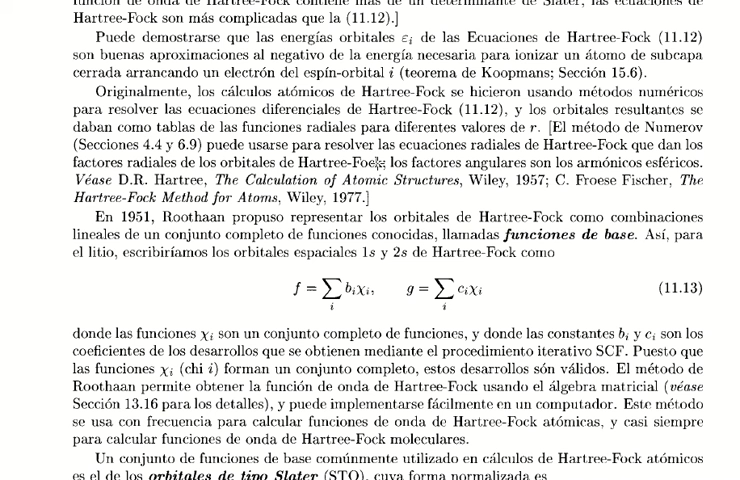 función de onda de Hartree-Fock contiene más de un determinante de Slater, las ecuaciones de
Hartree-Fock son más complicadas que la (11.12).]
Puede demostrarse que las energías orbitales εi de las Ecuaciones de Hartree-Fock (11.12)
son buenas aproximaciones al negativo de la energía necesaria para ionizar un átomo de subcapa
cerrada arrancando un electrón del espín-orbital i (teorema de Koopmans; Sección 15.6).
Originalmente, los cálculos atómicos de Hartree-Fock se hicieron usando métodos numéricos
para resolver las ecuaciones diferenciales de Hartree-Fock (11.12), y los orbitales resultantes se
daban como tablas de las funciones radiales para diferentes valores de r. [El método de Numerov
(Secciones 4.4 y 6.9) puede usarse para resolver las ecuaciones radiales de Hartree-Fock que dan los
factores radiales de los orbitales de los factores angulares son los armónicos esféricos.
Véase D.R. Hartree, The Calculation of Atomic Structures, Wiley, 1957; C. Froese Fischer, The
Hartree-Fock Method for Atoms, Wiley, 1977.]
En 1951, Roothaan propuso representar los orbitales de Hartree-Fock como combinaciones
lineales de un conjunto completo de funciones conocidas, llamadas funciones de base. Así, para
el litio, escribiríamos los orbitales espaciales 1s y 2s de Hartree-Fock como
f = ∑i biχi, g = ∑i ciχi (11.13)
donde las funciones χi son un conjunto completo de funciones, y donde las constantes bi y ci son los
coeficientes de los desarrollos que se obtienen mediante el procedimiento iterativo SCF. Puesto que
las funciones χi (chi i) forman un conjunto completo, estos desarrollos són válidos. El método de
Roothaan permite obtener la función de onda de Hartree-Fock usando el álgebra matricial (véase
Sección 13.16 para los detalles), y puede implementarse fácilmente en un computador. Este método
se usa con frecuencia para calcular funciones de onda de Hartree-Fock atómicas, y casi siempre
para calcular funciones de onda de Hartree-Fock moleculares.
Un conjunto de funciones de base comúnmente utilizado en cálculos de Hartree-Fock atómicos
es el de los orbitales de tipo Slater (STO), cuya forma normalizada es